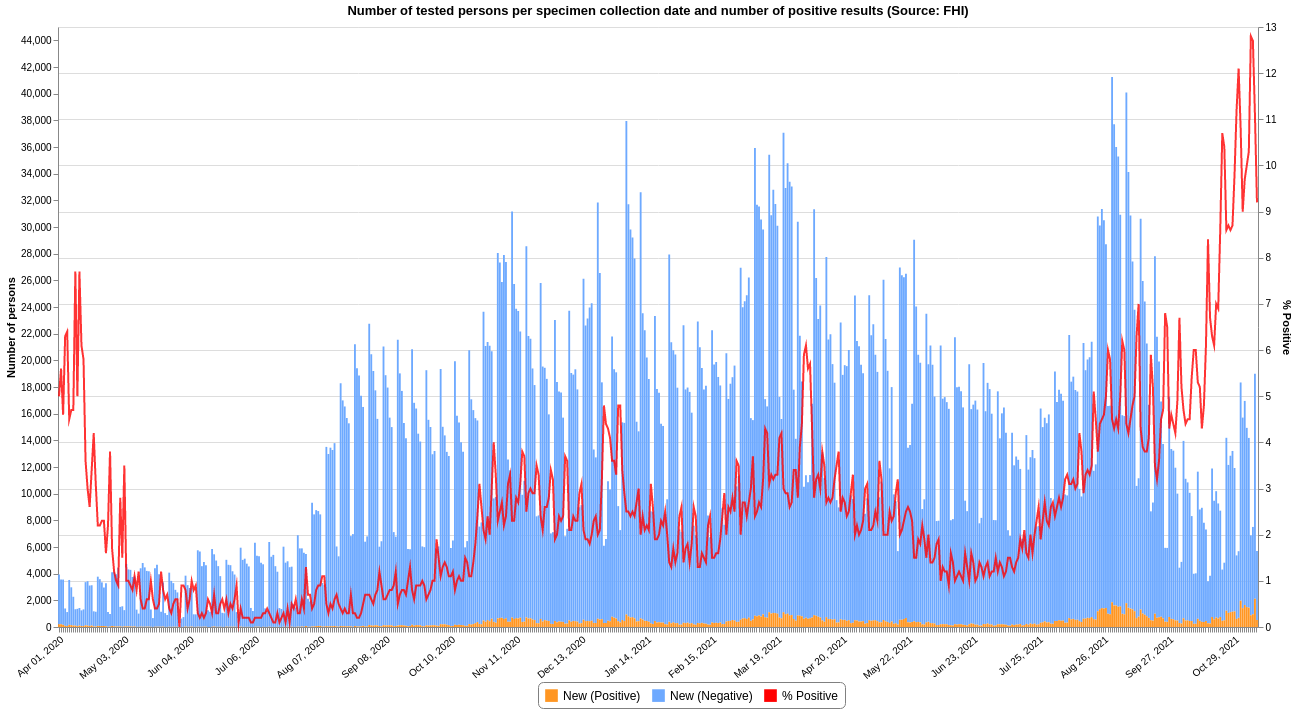 Number of tested persons per specimen collection date and number of positive results (Source: FHI)
Number of persons
44,000
42,000
40,000
38,000
36,000
34,000
32,000
30,000
28,000
26,000
24,000
22,000
20,000
18,000
16,000
14,000
12,000
10,000
8,000
6,000
4,000
2,000
0
13
12
11
10
9
8
7
6
5
4
3
2
1
0
% Positive
Apr 01, 2020
May 03, 2020
Jun 04, 2020
Jul 06, 2020
Aug 07, 2020
Sep 08, 2020
Oct 10, 2020
Nov 11, 2020
Dec 13, 2020
Jan 14, 2021
Feb 15, 2021
Mar 19, 2021
Apr 20, 2021
May 22, 2021
Jun 23, 2021
Jul 25, 2021
Aug 26, 2021
Sep 27, 2021
Oct 29, 2021
New (Positive) New (Negative) % Positive